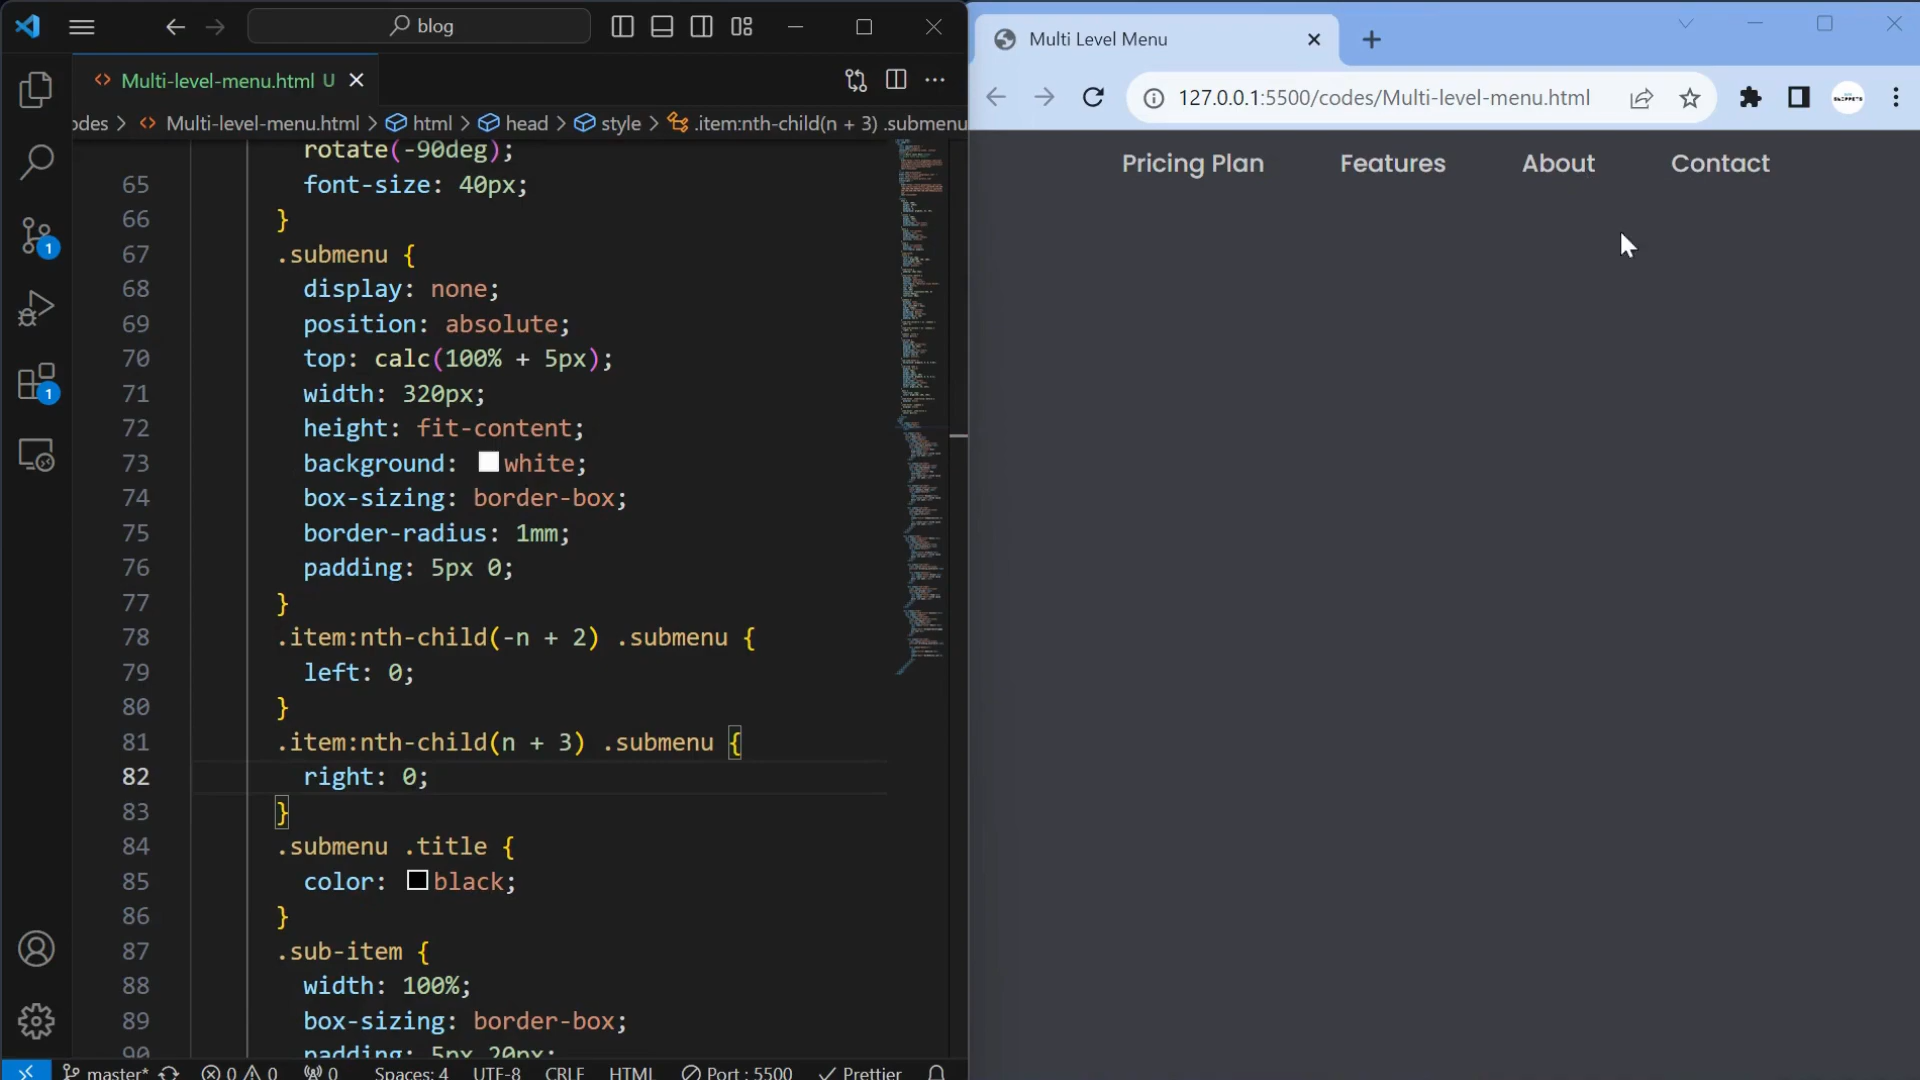 blog
Multi-level-menu.html U
odes > Multi-level-menu.html > html > head > style > .item:nth-child(n + 3) .submenu
rotate(-90deg);
65 font-size: 40px;
66 }
67 .submenu {
68 display: none;
69 position: absolute;
70 top: calc(100% + 5px);
71 width: 320px;
72 height: fit-content;
73 background: white;
74 box-sizing: border-box;
75 border-radius: 1mm;
76 padding: 5px 0;
77 }
78 .item:nth-child(-n + 2) .submenu {
79 left: 0;
80 }
81 .item:nth-child(n + 3) .submenu {
82 right: 0;
83 }
84 .submenu .title {
85 color: black;
86 }
87 .sub-item {
88 width: 100%;
89 box-sizing: border-box;
90 padding: 5px 20px;
1
1
master* 0 0 0 Spaces: 4 UTF-8 CRLF HTML Port : 5500 Prettier
Multi Level Menu
127.0.0.1:5500/codes/Multi-level-menu.html
Pricing Plan Features About Contact